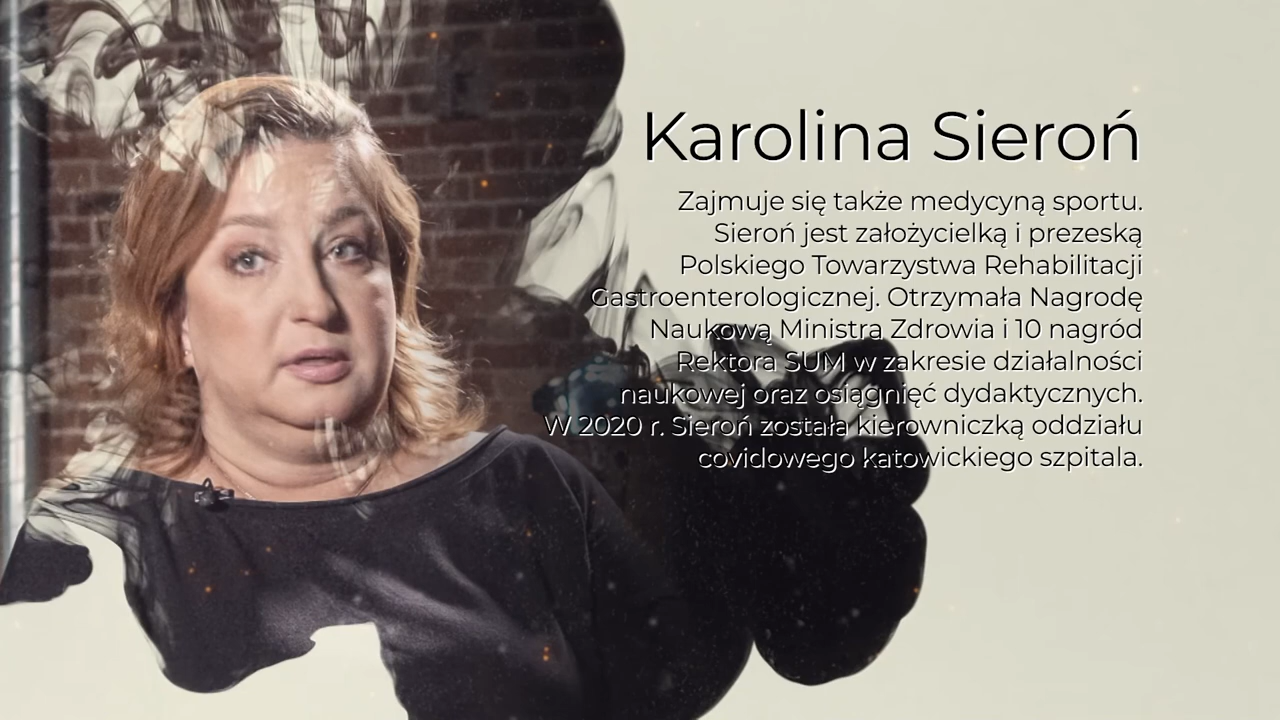 Karolina Sieroń
Zajmuje się także medycyną sportu.
Sieroń jest założycielką i prezeską
Polskiego Towarzystwa Rehabilitacji
Gastroenterologicznej. Otrzymała Nagrodę
Naukową Ministra Zdrowia i 10 nagród
Rektora SUM w zakresie działalności
naukowej oraz osiągnięć dydaktycznych.
W 2020 r. Sieroń została kierowniczką oddziału
covidowego katowickiego szpitala.